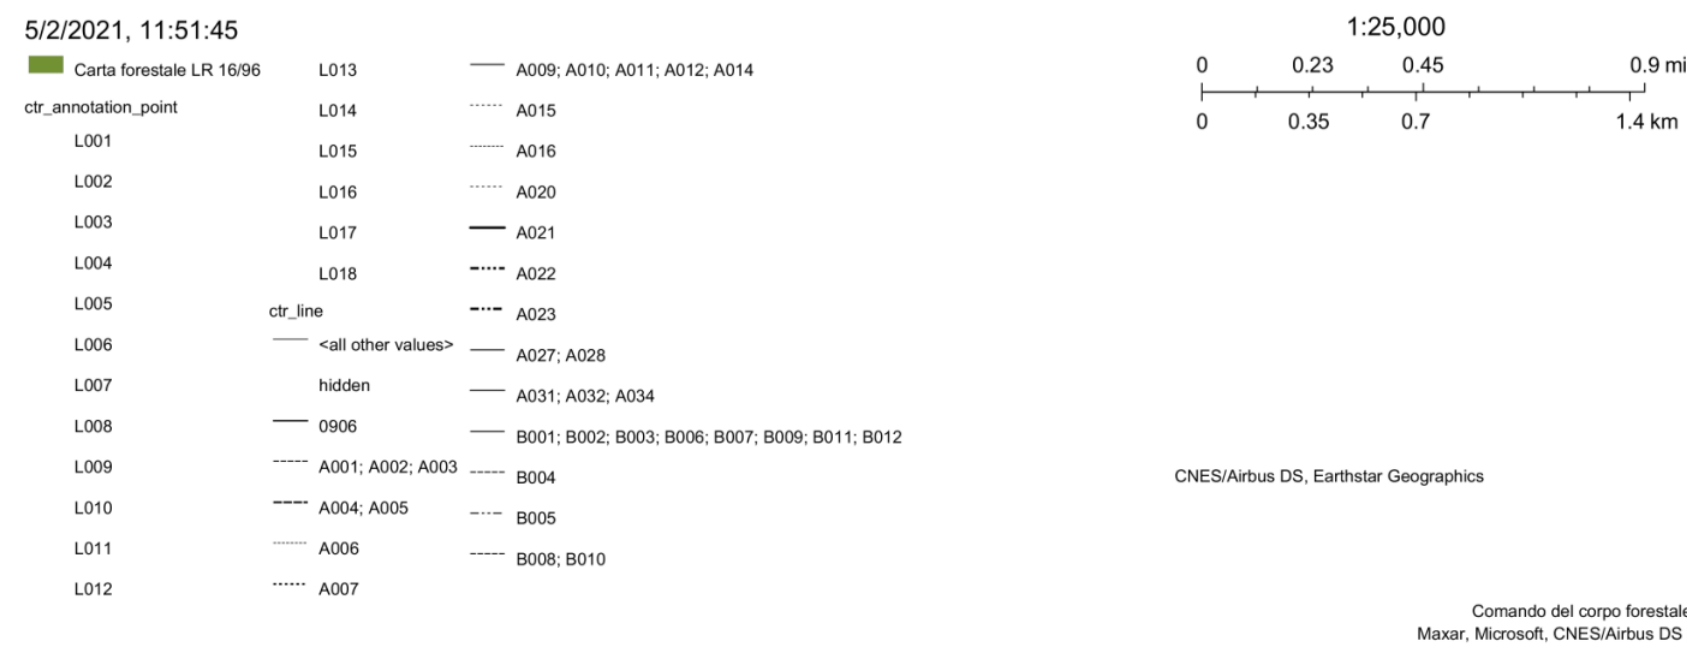 5/2/2021, 11:51:45
Carta forestale LR 16/96
ctr_annotation_point
L001
L002
L003
L004
L005
L006
L007
L008
L009
L010
L011
L012
L013
L014
L015
L016
L017
L018
ctr_line
<all other values>
hidden
0906
A001; A002; A003
A004; A005
A006
A007
A009; A010; A011; A012; A014
A015
A016
A020
A021
A022
A023
A027; A028
A031; A032; A034
B001; B002; B003; B006; B007; B009; B011; B012
B004
B005
B008; B010
1:25,000
0 0.23 0.45 0.9 mi
0 0.35 0.7 1.4 km
CNES/Airbus DS, Earthstar Geographics
Comando del corpo forestale
Maxar, Microsoft, CNES/Airbus DS